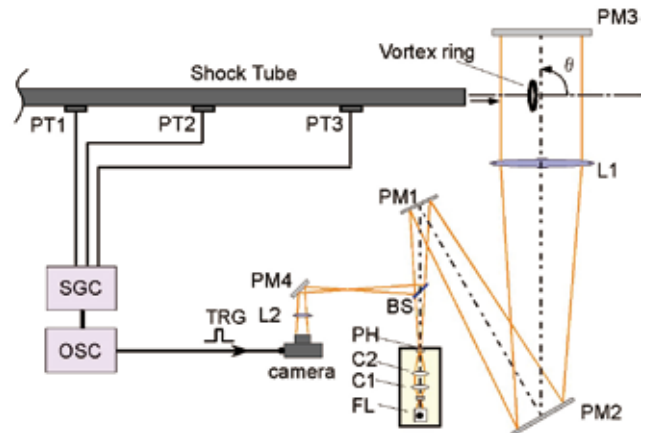 PM3
Vortex ring
θ
Shock Tube
PT1
PT2
PT3
L1
PM1
PM4
SGC
BS
L2
TRG
OSC
PH
C2
camera
C1
FL
PM2